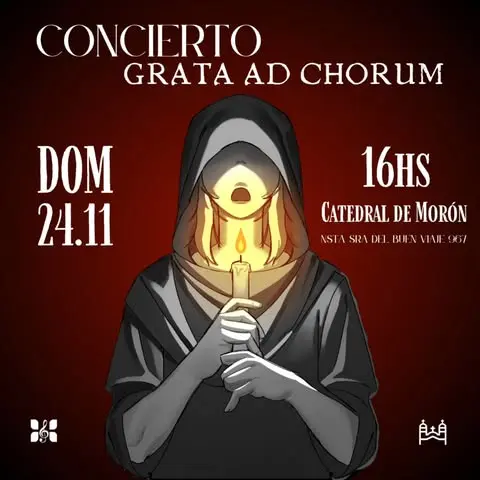 CONCIERTO
GRATA AD CHORUM
DOM
24.11
16HS
CATEDRAL DE MORÓN
NSTA SRA DEL BUEN VIAJE 967